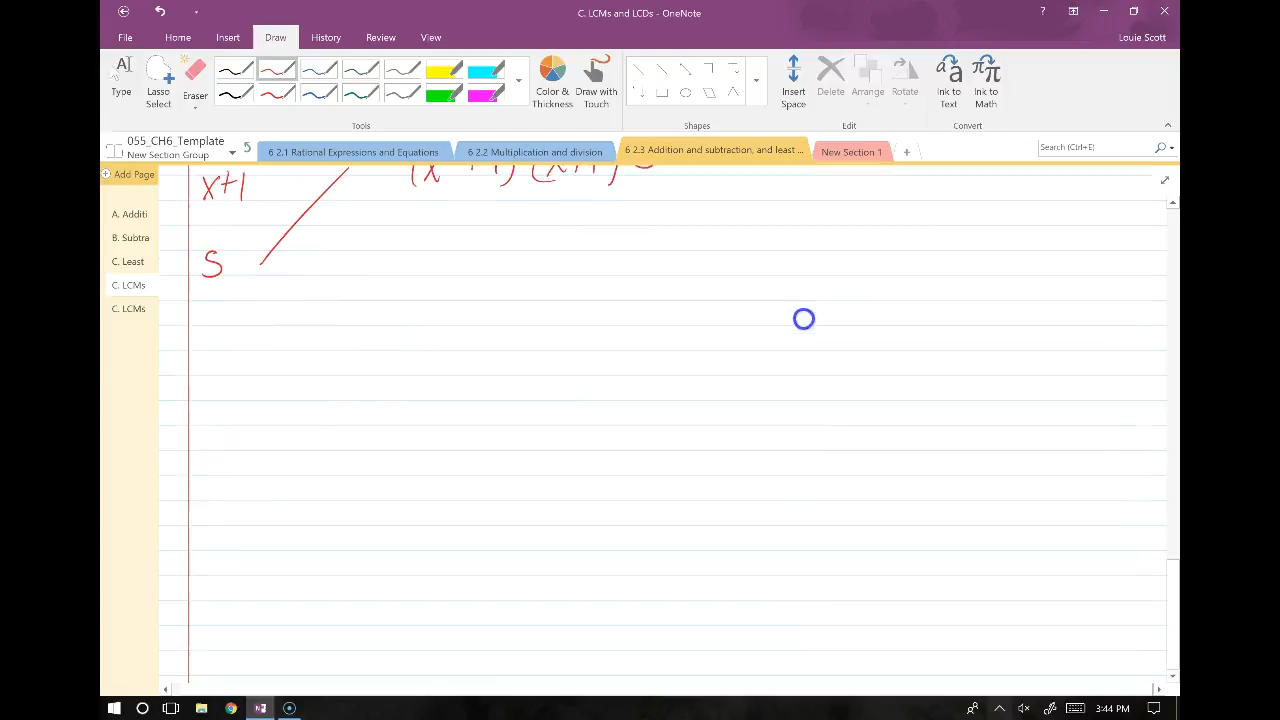 C. LCMs and LCDs - OneNote
?
File Home Insert Draw History Review View
Louie Scott
Type
Lasso Select
Eraser
Color & Thickness
Draw with Touch
Insert Space
Delete
Arrange
Rotate
Ink to Text
Ink to Math
Tools Shapes Edit Convert
055_CH6_Template
New Section Group
6 2.1 Rational Expressions and Equations
6 2.2 Multiplication and division
6 2.3 Addition and subtraction, and least ...
New Section 1
+
Search (Ctrl+E)
Add Page
A. Additi
B. Subtra
C. Least
C. LCMs
C. LCMs
x+1
5
3:44 PM